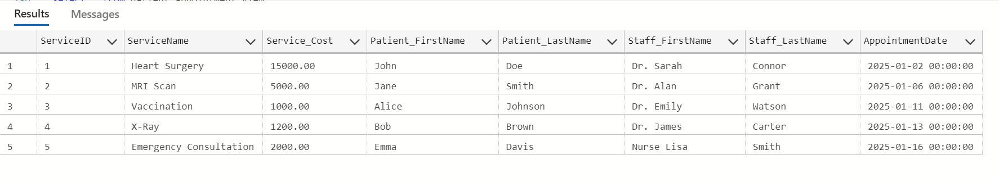 Results Messages
ServiceID ServiceName Service_Cost Patient_FirstName Patient_LastName Staff_FirstName Staff_LastName AppointmentDate
1 1 Heart Surgery 15000.00 John Doe Dr. Sarah Connor 2025-01-02 00:00:00
2 2 MRI Scan 5000.00 Jane Smith Dr. Alan Grant 2025-01-06 00:00:00
3 3 Vaccination 1000.00 Alice Johnson Dr. Emily Watson 2025-01-11 00:00:00
4 4 X-Ray 1200.00 Bob Brown Dr. James Carter 2025-01-13 00:00:00
5 5 Emergency Consultation 2000.00 Emma Davis Nurse Lisa Smith 2025-01-16 00:00:00